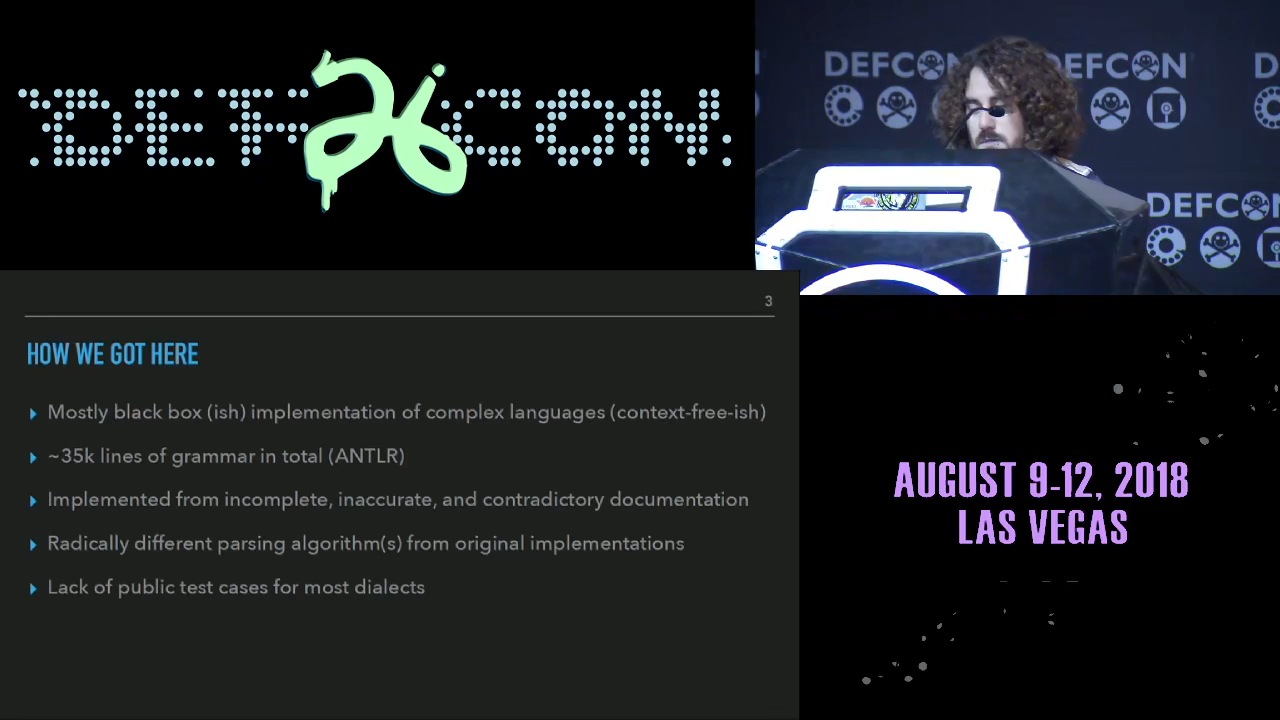 DEF 26 CON
DEFCON
DEFCON
DEFCON
3
HOW WE GOT HERE
Mostly black box (ish) implementation of complex languages (context-free-ish)
~35k lines of grammar in total (ANTLR)
Implemented from incomplete, inaccurate, and contradictory documentation
Radically different parsing algorithm(s) from original implementations
Lack of public test cases for most dialects
AUGUST 9-12, 2018
LAS VEGAS